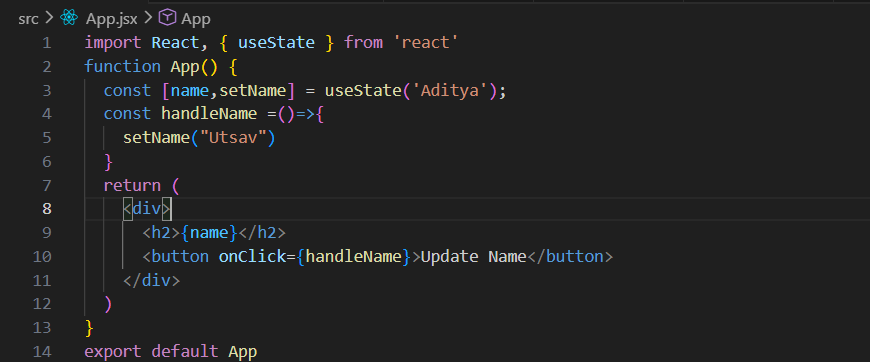 src > App.jsx > App
1 import React, { useState } from 'react'
2 function App() {
3   const [name,setName] = useState('Aditya');
4   const handleName =()=>{
5     setName("Utsav")
6   }
7   return (
8     <div>
9       <h2>{name}</h2>
10       <button onClick={handleName}>Update Name</button>
11     </div>
12   )
13 }
14 export default App